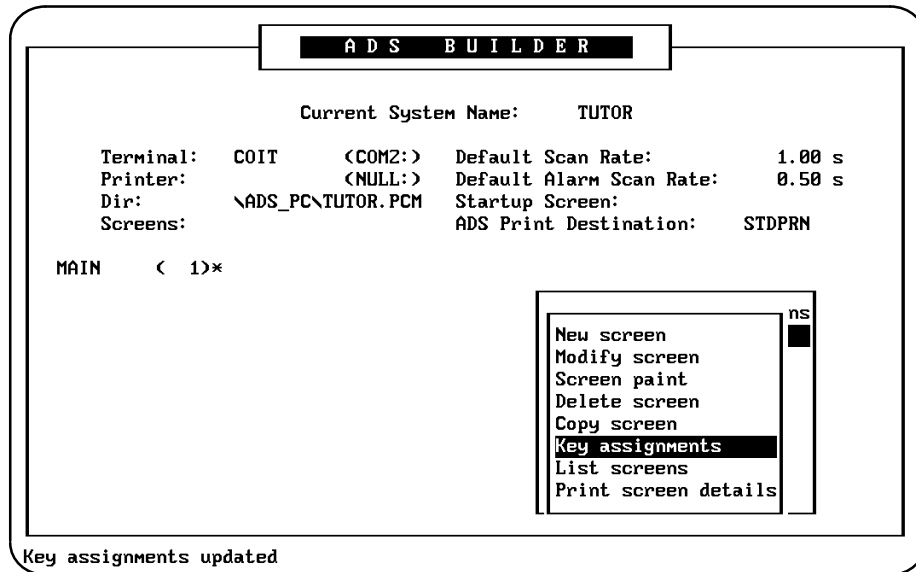 ADS BUILDER
Current System Name: TUTOR
Terminal: COIT (COM2:) Default Scan Rate: 1.00 s
Printer: (NULL:) Default Alarm Scan Rate: 0.50 s
Dir: \ADS_PC\TUTOR.PCM Startup Screen:
Screens: ADS Print Destination: STDPRN
MAIN ( 1)*
ns
New screen
Modify screen
Screen paint
Delete screen
Copy screen
Key assignments
List screens
Print screen details
Key assignments updated